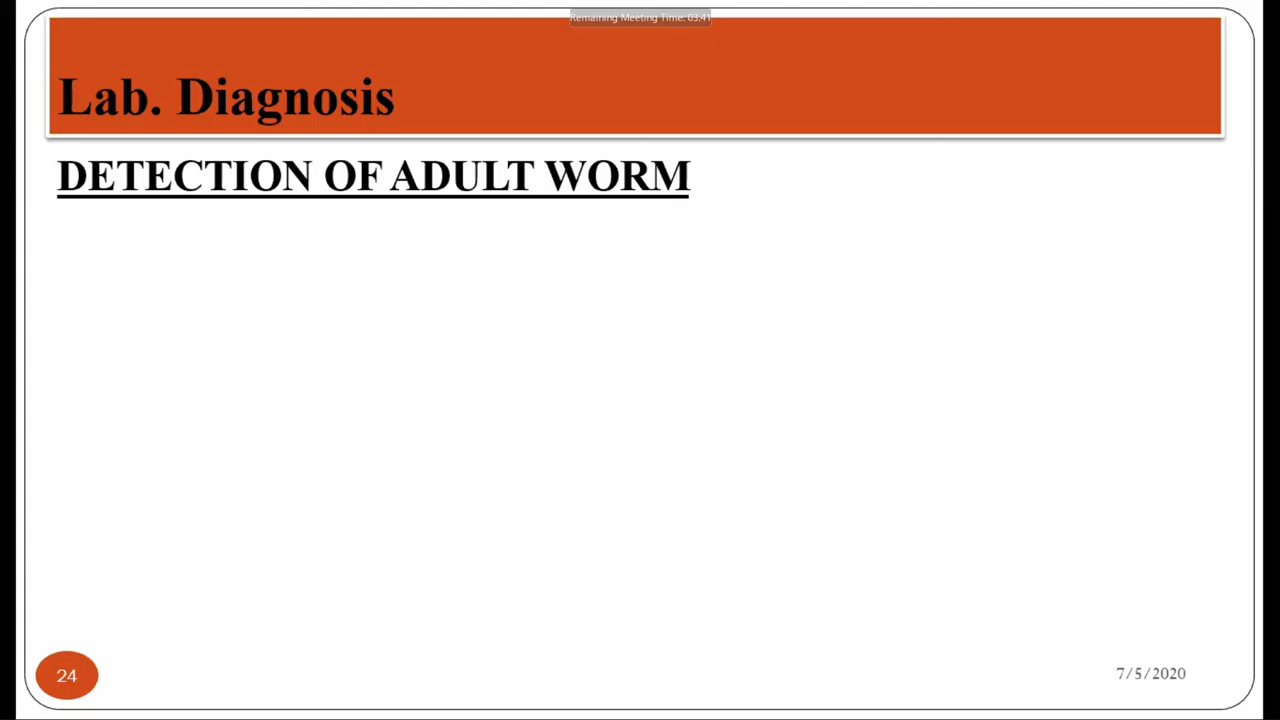 Remaining Meeting Time: 03:41
Lab. Diagnosis
DETECTION OF ADULT WORM
24
7/5/2020